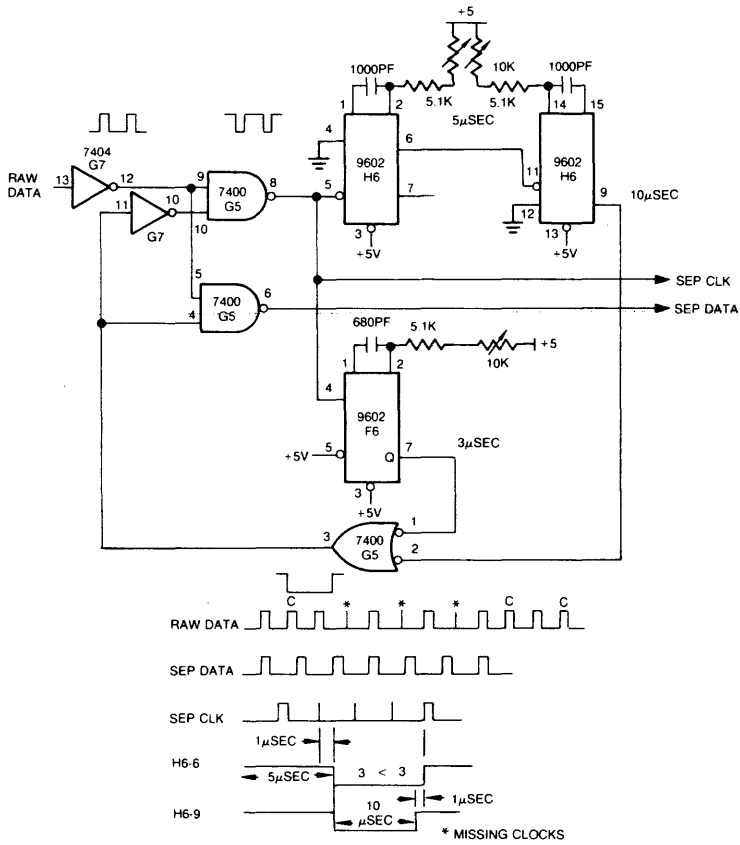 +5
1000PF
10K
1000PF
1
2
5.1K
5.1K
14
15
5µSEC
7404
G7
4
6
RAW
DATA
13
12
9
7400
G5
8
5
9602
H6
11
9602
H6
9
10µSEC
11
10
G7
10
7
12
3
+5V
13
+5V
5
7400
G5
6
4
SEP CLK
SEP DATA
680PF
5.1K
10K
+5
1
2
4
9602
F6
+5V
5
Q
7
3µSEC
3
+5V
1
3
7400
G5
2
C
*
*
*
C
C
RAW DATA
SEP DATA
SEP CLK
1µSEC
H6-6
5µSEC
3 < 3
10
µSEC
1µSEC
H6-9
* MISSING CLOCKS